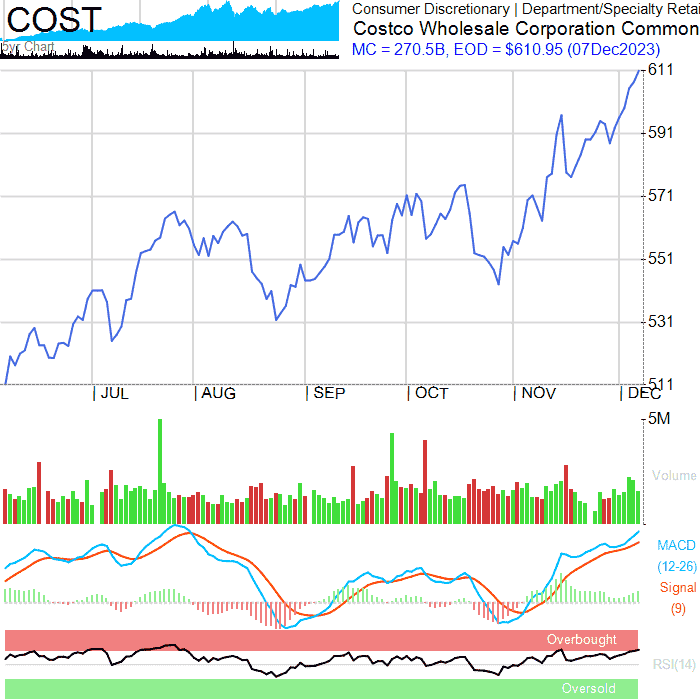 COST
Consumer Discretionary | Department/Specialty Retai
Costco Wholesale Corporation Common
MC = 270.5B, EOD = $610.95 (07Dec2023)
Chart
611
591
571
551
531
511
JUL
AUG
SEP
OCT
NOV
DEC
5M
Volume
MACD
(12-26)
Signal
(9)
Overbought
RSI(14)
Oversold